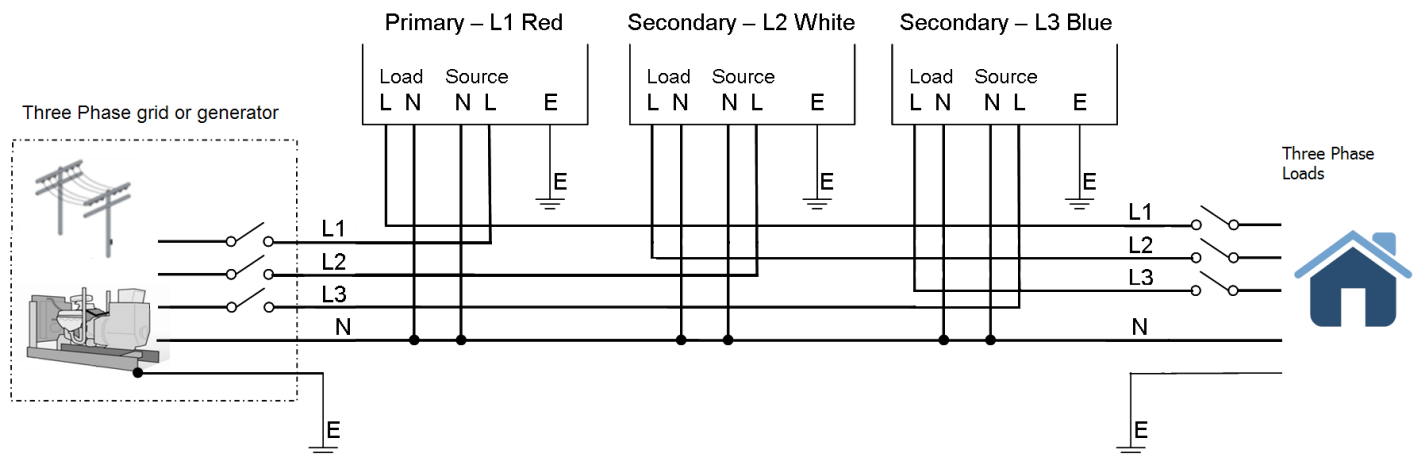 Primary – L1 Red
Secondary – L2 White
Secondary – L3 Blue
Load Source
L N N L E
Load Source
L N N L E
Load Source
L N N L E
Three Phase grid or generator
E
E
E
Three Phase
Loads
L1
L2
L3
N
L1
L2
L3
N
E
E